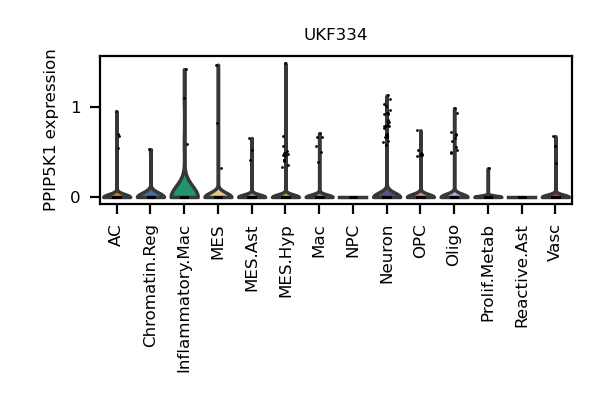 UKF334
PPIP5K1 expression
1
0
AC
Chromatin.Reg
Inflammatory.Mac
MES
MES.Ast
MES.Hyp
Mac
NPC
Neuron
OPC
Oligo
Prolif.Metab
Reactive.Ast
Vasc